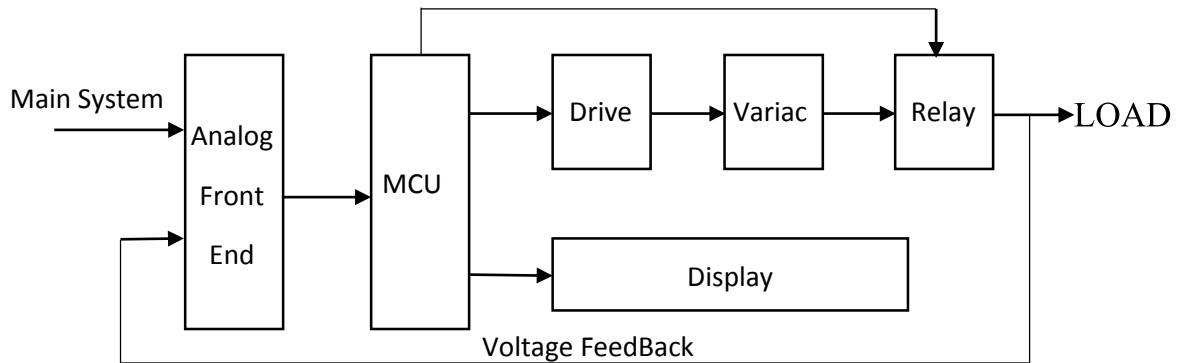 Main System
Analog
Front
End
MCU
Drive
Variac
Relay
LOAD
Display
Voltage FeedBack